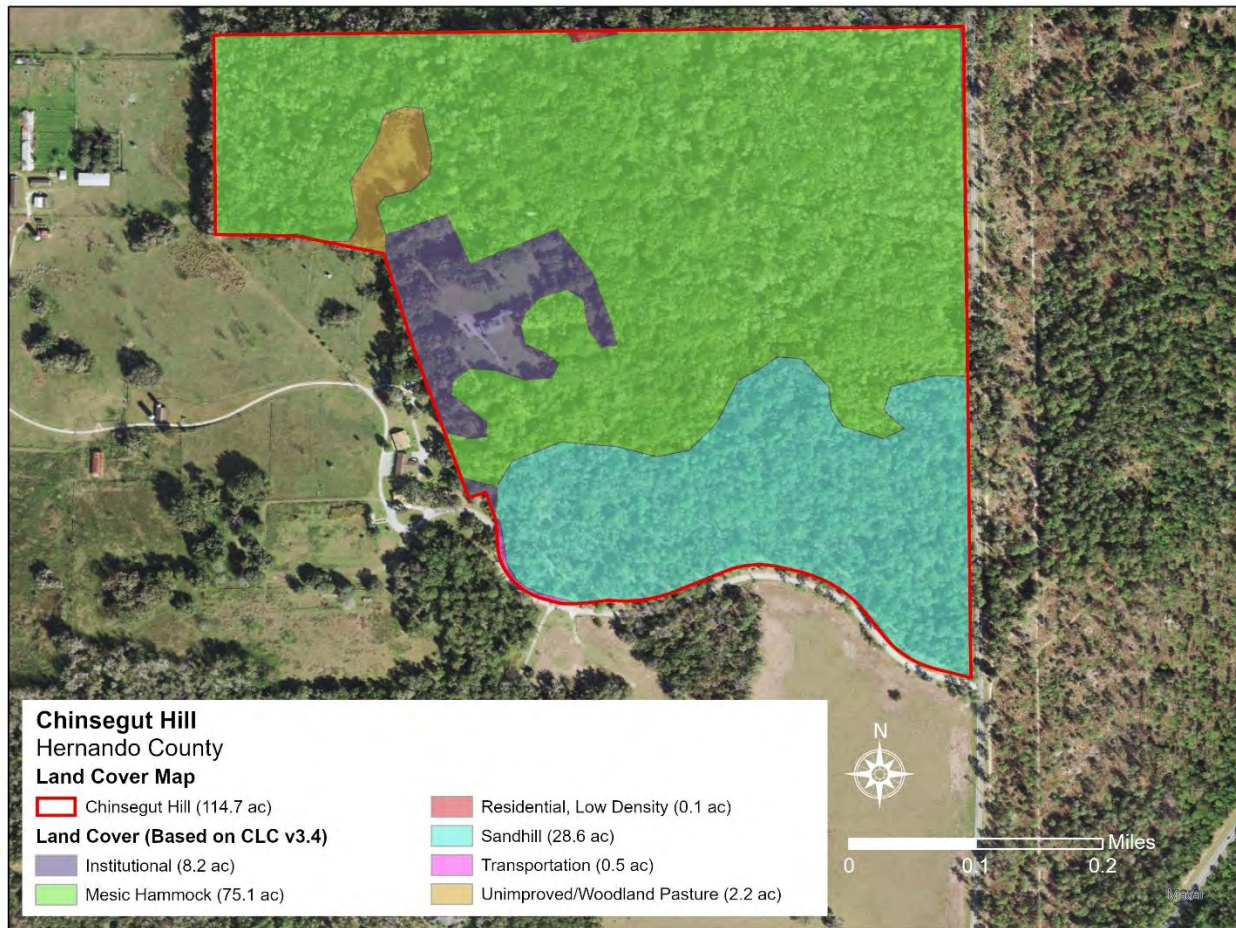 Chinsegut Hill
Hernando County
Land Cover Map
Chinsegut Hill (114.7 ac)
Land Cover (Based on CLC v3.4)
Institutional (8.2 ac)
Mesic Hammock (75.1 ac)
Residential, Low Density (0.1 ac)
Sandhill (28.6 ac)
Transportation (0.5 ac)
Unimproved/Woodland Pasture (2.2 ac)
N
Miles
0 0.1 0.2